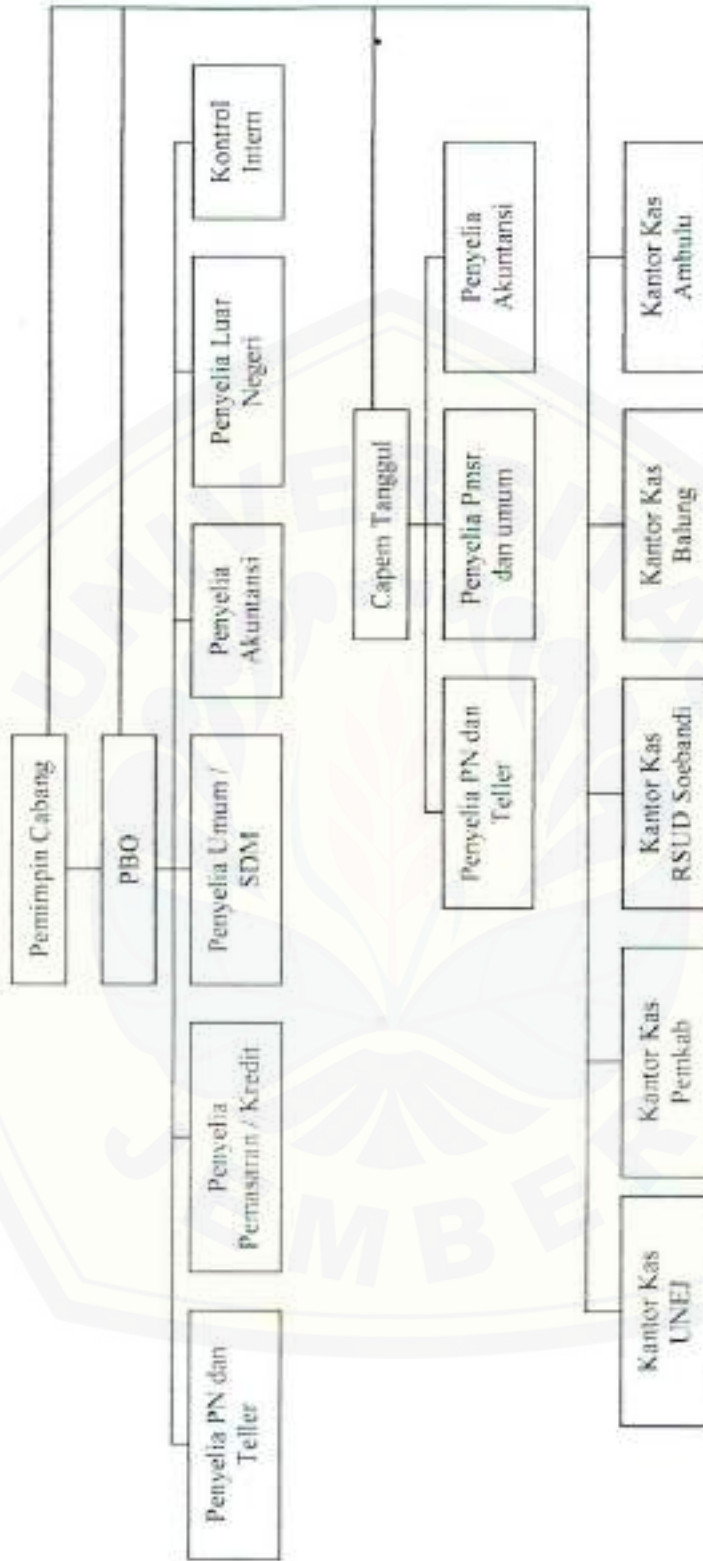 Pemimpin Cabang
PBO
Penyelia PN dan
Teller
Penyelia
Pemasaran / Kredit
Penyelia Umum /
SDM
Penyelia
Akuntansi
Penyelia Luar
Negeri
Kontrol
Intern
Capem Tanggul
Penyelia PN dan
Teller
Penyelia Pmsr.
dan umum
Penyelia
Akuntansi
Kantor Kas
UNEJ
Kantor Kas
Pemkab
Kantor Kas
RSUD Soebandi
Kantor Kas
Balung
Kantor Kas
Ambulu
UNIVERSITAS
JEMBER